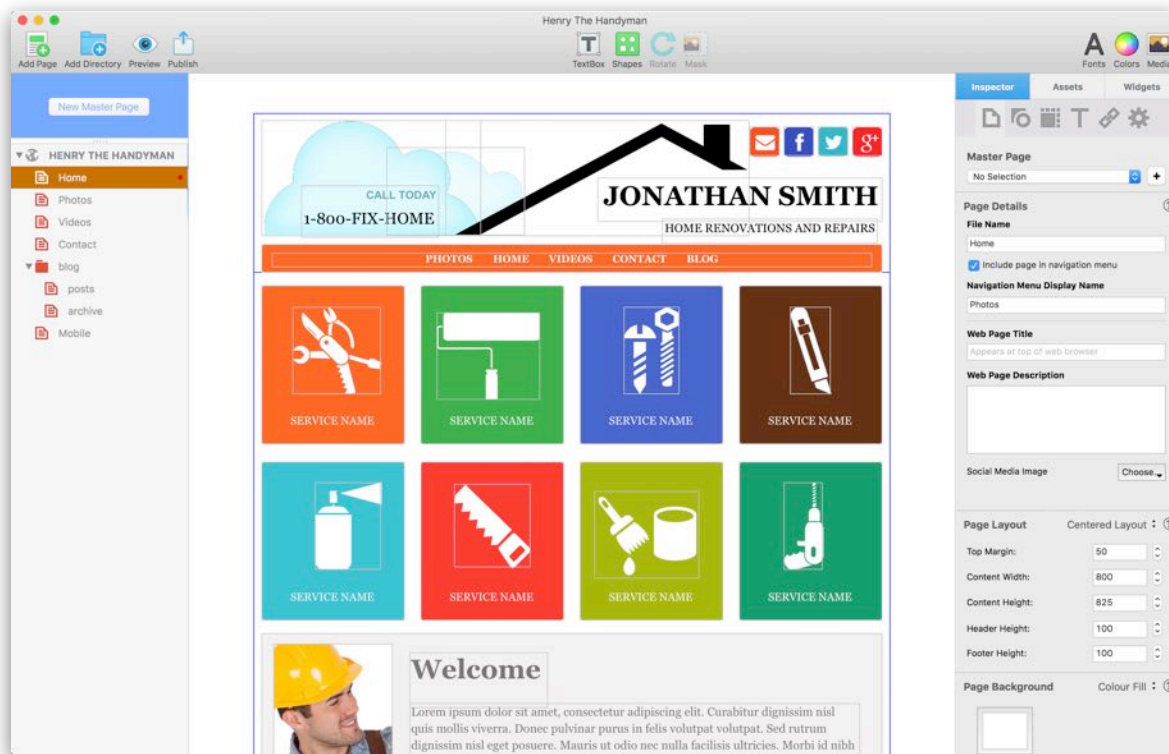 Henry The Handyman
Add Page Add Directory Preview Publish
TextBox Shapes Rotate Mask
Fonts Colors Media
New Master Page
HENRY THE HANDYMAN
Home
Photos
Videos
Contact
blog
posts
archive
Mobile
CALL TODAY
1-800-FIX-HOME
f
g+
JONATHAN SMITH
HOME RENOVATIONS AND REPAIRS
PHOTOS HOME VIDEOS CONTACT BLOG
SERVICE NAME SERVICE NAME SERVICE NAME SERVICE NAME
SERVICE NAME SERVICE NAME SERVICE NAME SERVICE NAME
Welcome
Lorem ipsum dolor sit amet, consectetur adipiscing elit. Curabitur dignissim nisl
quis mollis viverra. Donec pulvinar purus in felis volutpat volutpat. Sed rutrum
dignissim nisl eget posuere. Mauris ut odio nec nulla facilisis ultricies. Morbi id nibh
Inspector Assets Widgets
Master Page
No Selection +
Page Details
File Name
Home
Include page in navigation menu
Navigation Menu Display Name
Photos
Web Page Title
Appears at top of web browser
Web Page Description
Social Media Image Choose...
Page Layout Centered Layout
Top Margin: 50
Content Width: 800
Content Height: 825
Header Height: 100
Footer Height: 100
Page Background Colour Fill